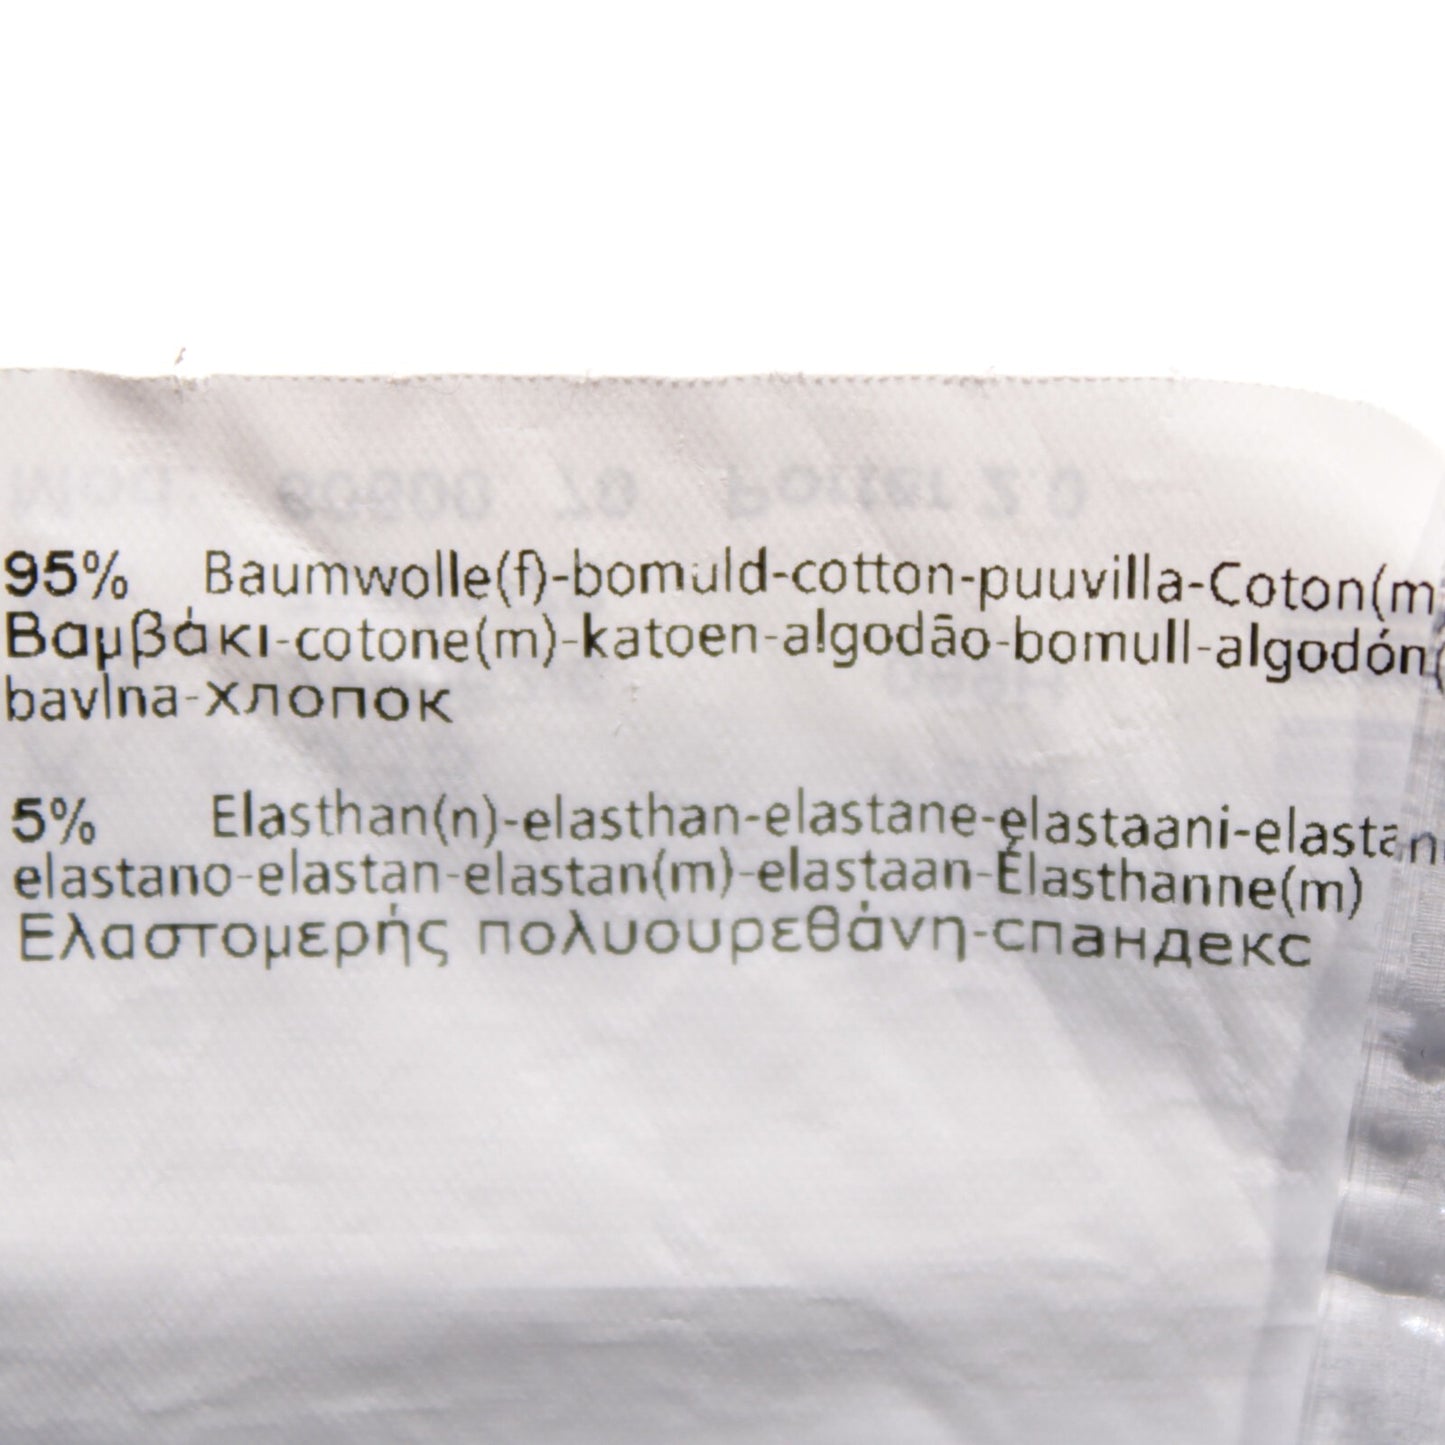 95% Baumwolle(f)-bomuld-cotton-puuvilla-Coton(m)
Βαμβάκι-cotone(m)-katoen-algodão-bomull-algodón(
bavlna-хлопок
5% Elasthan(n)-elasthan-elastane-elastaani-elastan
elastano-elastan-elastan(m)-elastaan-Élasthanne(m)
Ελαστομερής πολυουρεθάνη-спандекс